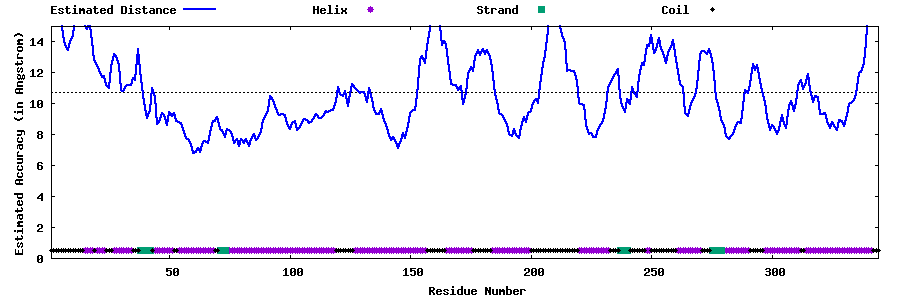 Estimated Distance Helix Strand Coil
14
12
10
8
6
4
2
0
Estimated Accuracy (in Angstrom)
50 100 150 200 250 300
Residue Number